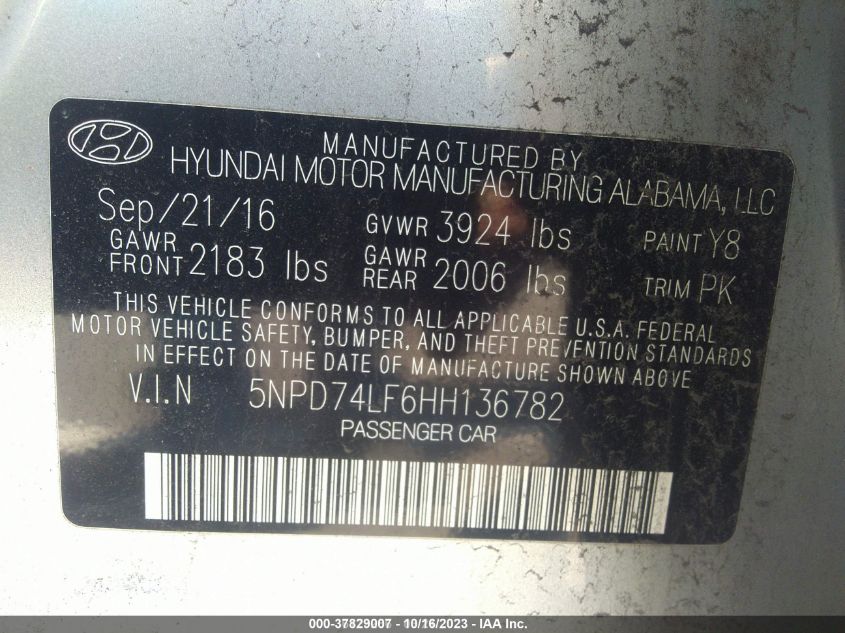 MANUFACTURED BY
HYUNDAI MOTOR MANUFACTURING ALABAMA, LLC
Sep/21/16 GVWR 3924 lbs PAINT Y8
GAWR FRONT 2183 lbs GAWR REAR 2006 lbs TRIM PK
THIS VEHICLE CONFORMS TO ALL APPLICABLE U.S.A. FEDERAL
MOTOR VEHICLE SAFETY, BUMPER, AND THEFT PREVENTION STANDARDS
IN EFFECT ON THE DATE OF MANUFACTURE SHOWN ABOVE
V.I.N 5NPD74LF6HH136782
PASSENGER CAR
000-37829007 - 10/16/2023 - IAA Inc.